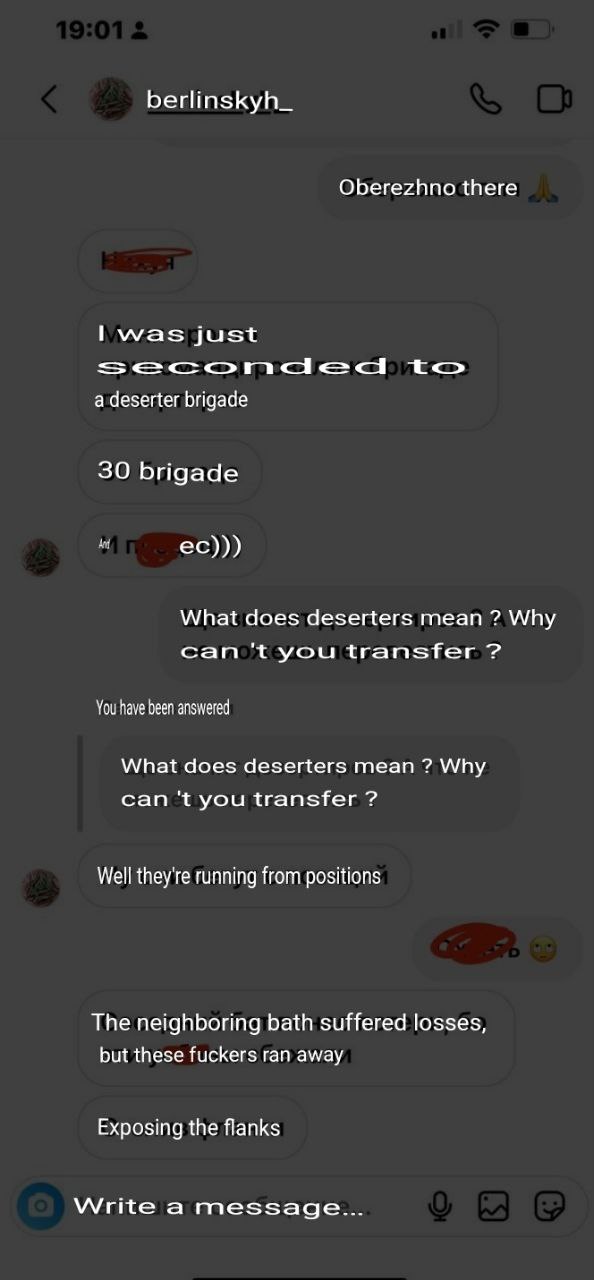 19:01
berlinskyh_
Oberezhno there 🙏
I was just
seconded to
a deserter brigade
30 brigade
And ec)))
What does deserters mean ? Why
can 't you transfer ?
You have been answered
What does deserters mean ? Why
can 't you transfer ?
Well they're running from positions
🙄
The neighboring bath suffered losses,
but these fuckers ran away
Exposing the flanks
Write a message...